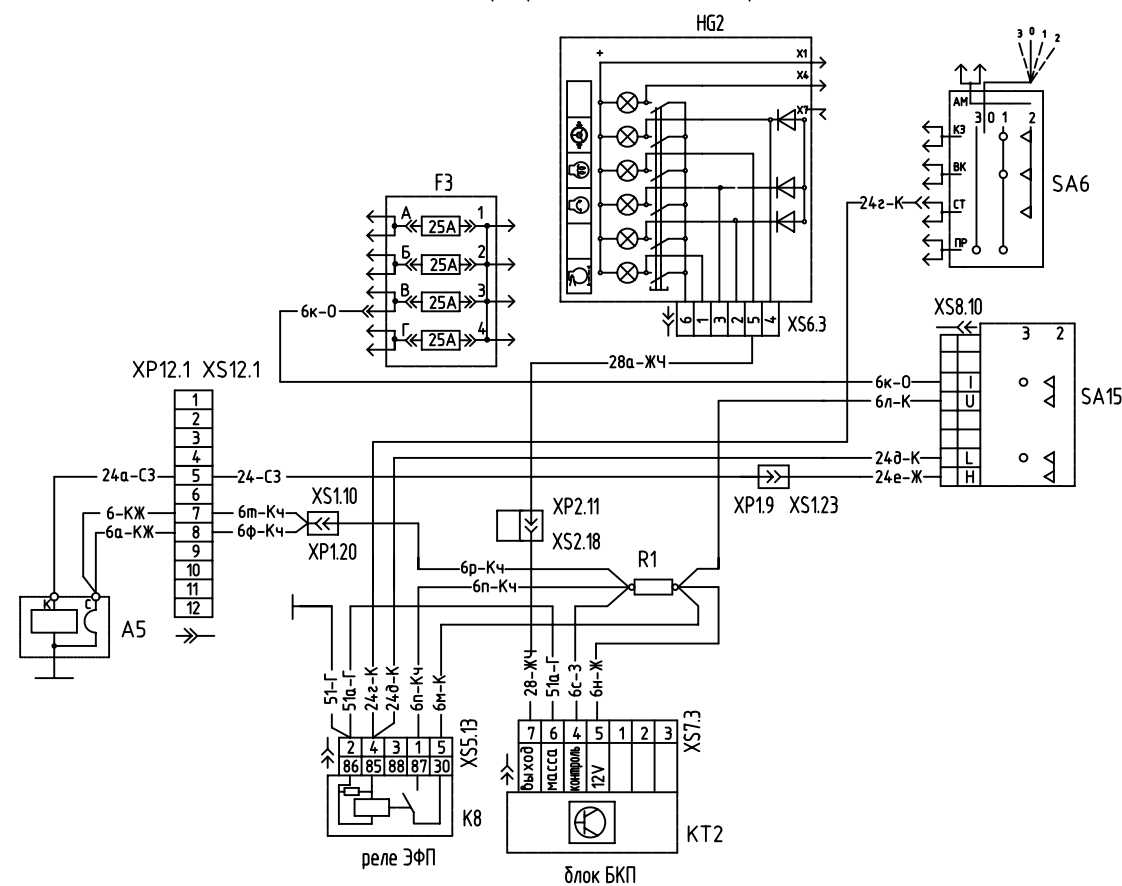 HG2
+
X1
X4
X7
3 0 1 2
АМ
3 0 1 2
КЗ
ВК
СТ
ПР
SA6
24г-К
F3
А 25А 1
Б 25А 2
В 25А 3
Г 25А 4
6к-О
6 1 3 2 5 4
XS6.3
28а-ЖЧ
XS8.10
3 2
6к-О I
6л-К U
24д-К L
24е-Ж H
SA15
XP12.1 XS12.1
1
2
3
4
24а-СЗ 5 24-СЗ
6
6-КЖ 7 6т-Кч
6а-КЖ 8 6ф-Кч
9
10
11
12
XS1.10
XP1.20
XP1.9 XS1.23
XP2.11
XS2.18
R1
6р-Кч
6п-Кч
К С
A5
51-Г
51а-Г
24г-К
24д-К
6п-Кч
6м-К
28-ЖЧ
51а-Г
6с-З
6н-Ж
2 4 3 1 5
86 85 88 87 30
XS5.13
K8
реле ЭФП
7 6 4 5 1 2 3
выход
масса
контроль
12V
XS7.3
KT2
блок БКП